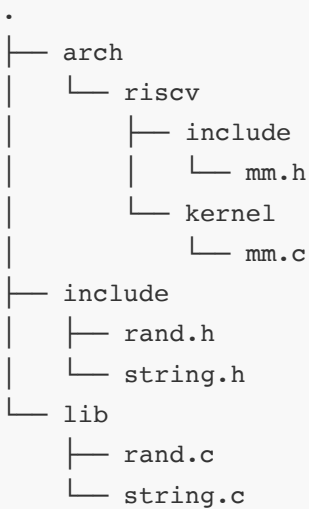 .
├── arch
│   └── riscv
│       ├── include
│       │   └── mm.h
│       └── kernel
│           └── mm.c
├── include
│   ├── rand.h
│   └── string.h
└── lib
    ├── rand.c
    └── string.c